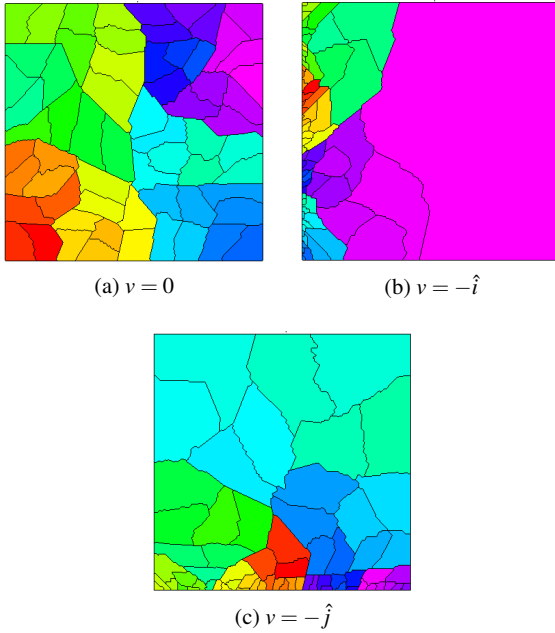 (a) v = 0
(b) v = −î
(c) v = −ĵ